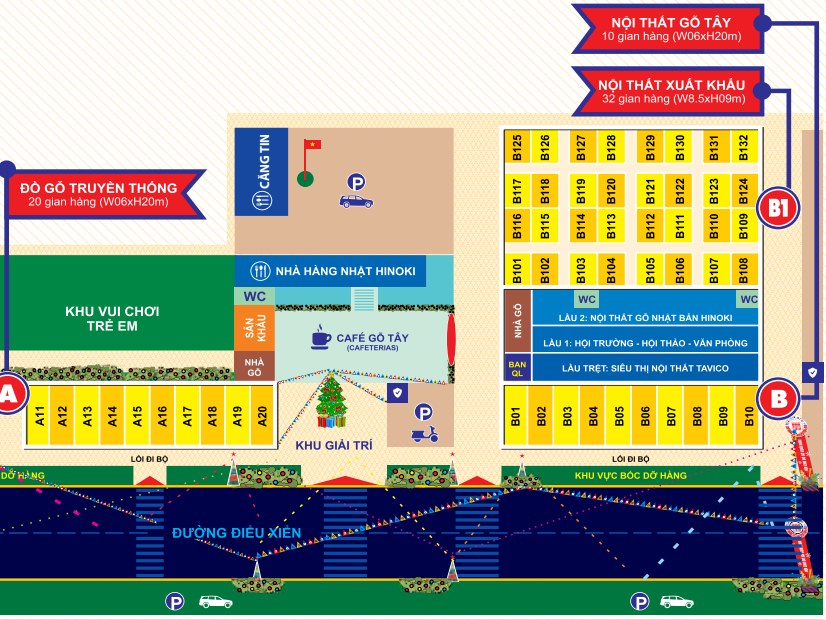 NỘI THẤT GỖ TÂY
10 gian hàng (W06xH20m)
NỘI THẤT XUẤT KHẨU
32 gian hàng (W8.5xH09m)
ĐỒ GỖ TRUYỀN THỐNG
20 gian hàng (W06xH20m)
CĂNG TIN
P
B125 B126 B127 B128 B129 B130 B131 B132
B117 B118 B119 B120 B121 B122 B123 B124
B1
B116 B115 B114 B113 B112 B111 B110 B109
B101 B102 B103 B104 B105 B106 B107 B108
NHÀ HÀNG NHẬT HINOKI
WC
KHU VUI CHƠI
TRẺ EM
SÂN
KHẤU
CAFÉ GỖ TÂY
(CAFETERIAS)
NHÀ
GỖ
NHÀ GỖ
WC
WC
LẦU 2: NỘI THẤT GỖ NHẬT BẢN HINOKI
LẦU 1: HỘI TRƯỜNG - HỘI THẢO - VĂN PHÒNG
BAN
QL
LẦU TRỆT: SIÊU THỊ NỘI THẤT TAVICO
A
A11 A12 A13 A14 A15 A16 A17 A18 A19 A20
P
KHU GIẢI TRÍ
B
B01 B02 B03 B04 B05 B06 B07 B08 B09 B10
LỐI ĐI BỘ
LỐI ĐI BỘ
DỠ HÀNG
KHU VỰC BỐC DỠ HÀNG
ĐƯỜNG ĐIỂU XIỂN
P
P